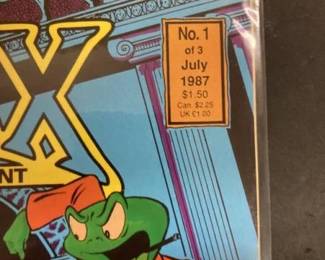 No. 1
of 3
July
1987
$1.50
Can. $2.25
UK £1.00
X
NT